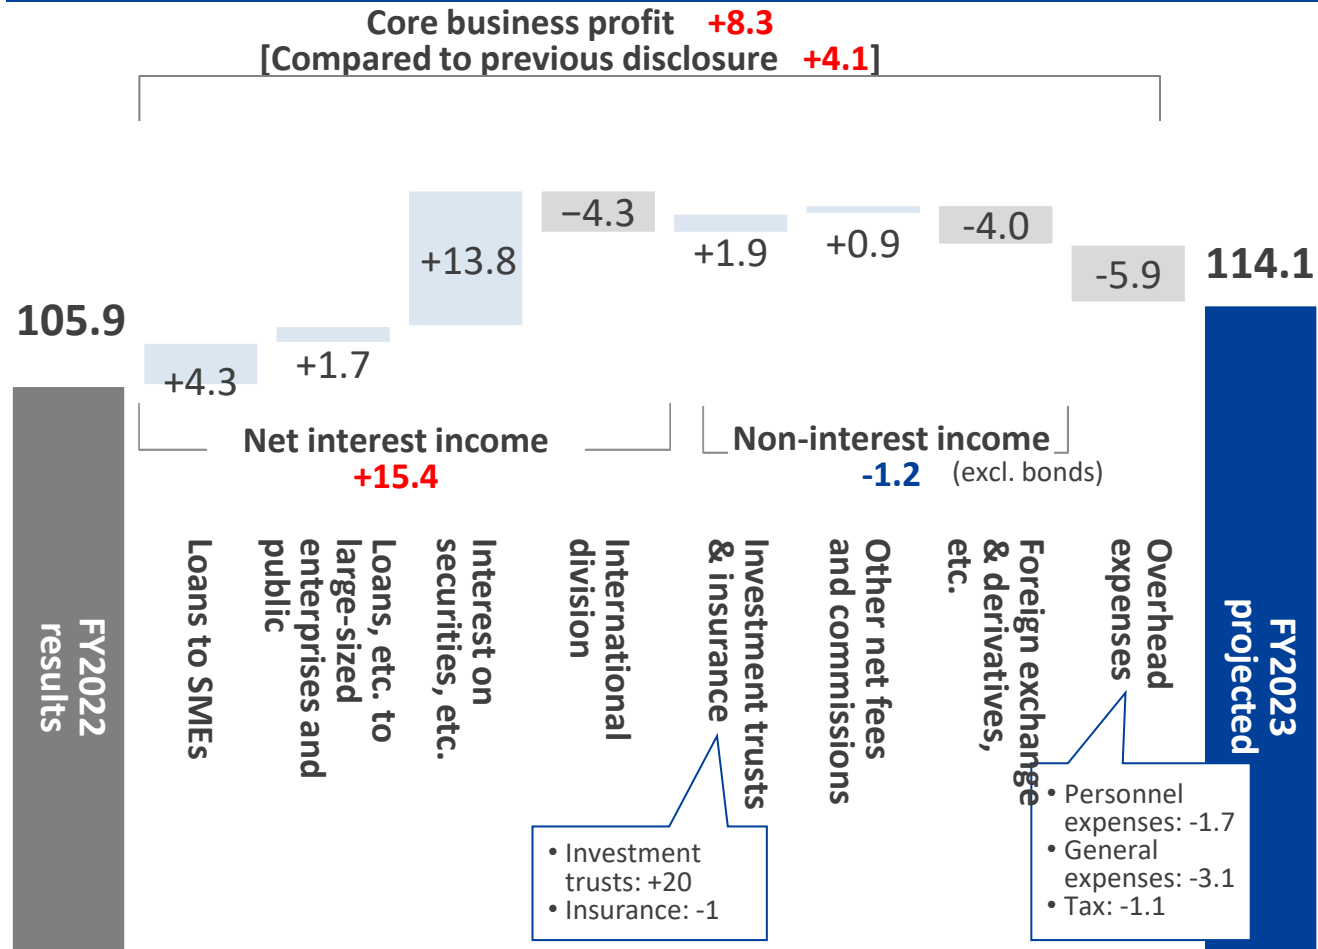 Core business profit +8.3
[Compared to previous disclosure +4.1]
105.9
+4.3
+1.7
+13.8
−4.3
+1.9
+0.9
-4.0
-5.9
114.1
Net interest income
+15.4
Non-interest income
-1.2 (excl. bonds)
FY2022
results
Loans to SMEs
Loans, etc. to
large-sized
enterprises and
public
Interest on
securities, etc.
International
division
Investment trusts
& insurance
Other net fees
and commissions
Foreign exchange
& derivatives,
etc.
Overhead
expenses
FY2023
projected
• Investment
trusts: +20
• Insurance: -1
• Personnel
expenses: -1.7
• General
expenses: -3.1
• Tax: -1.1